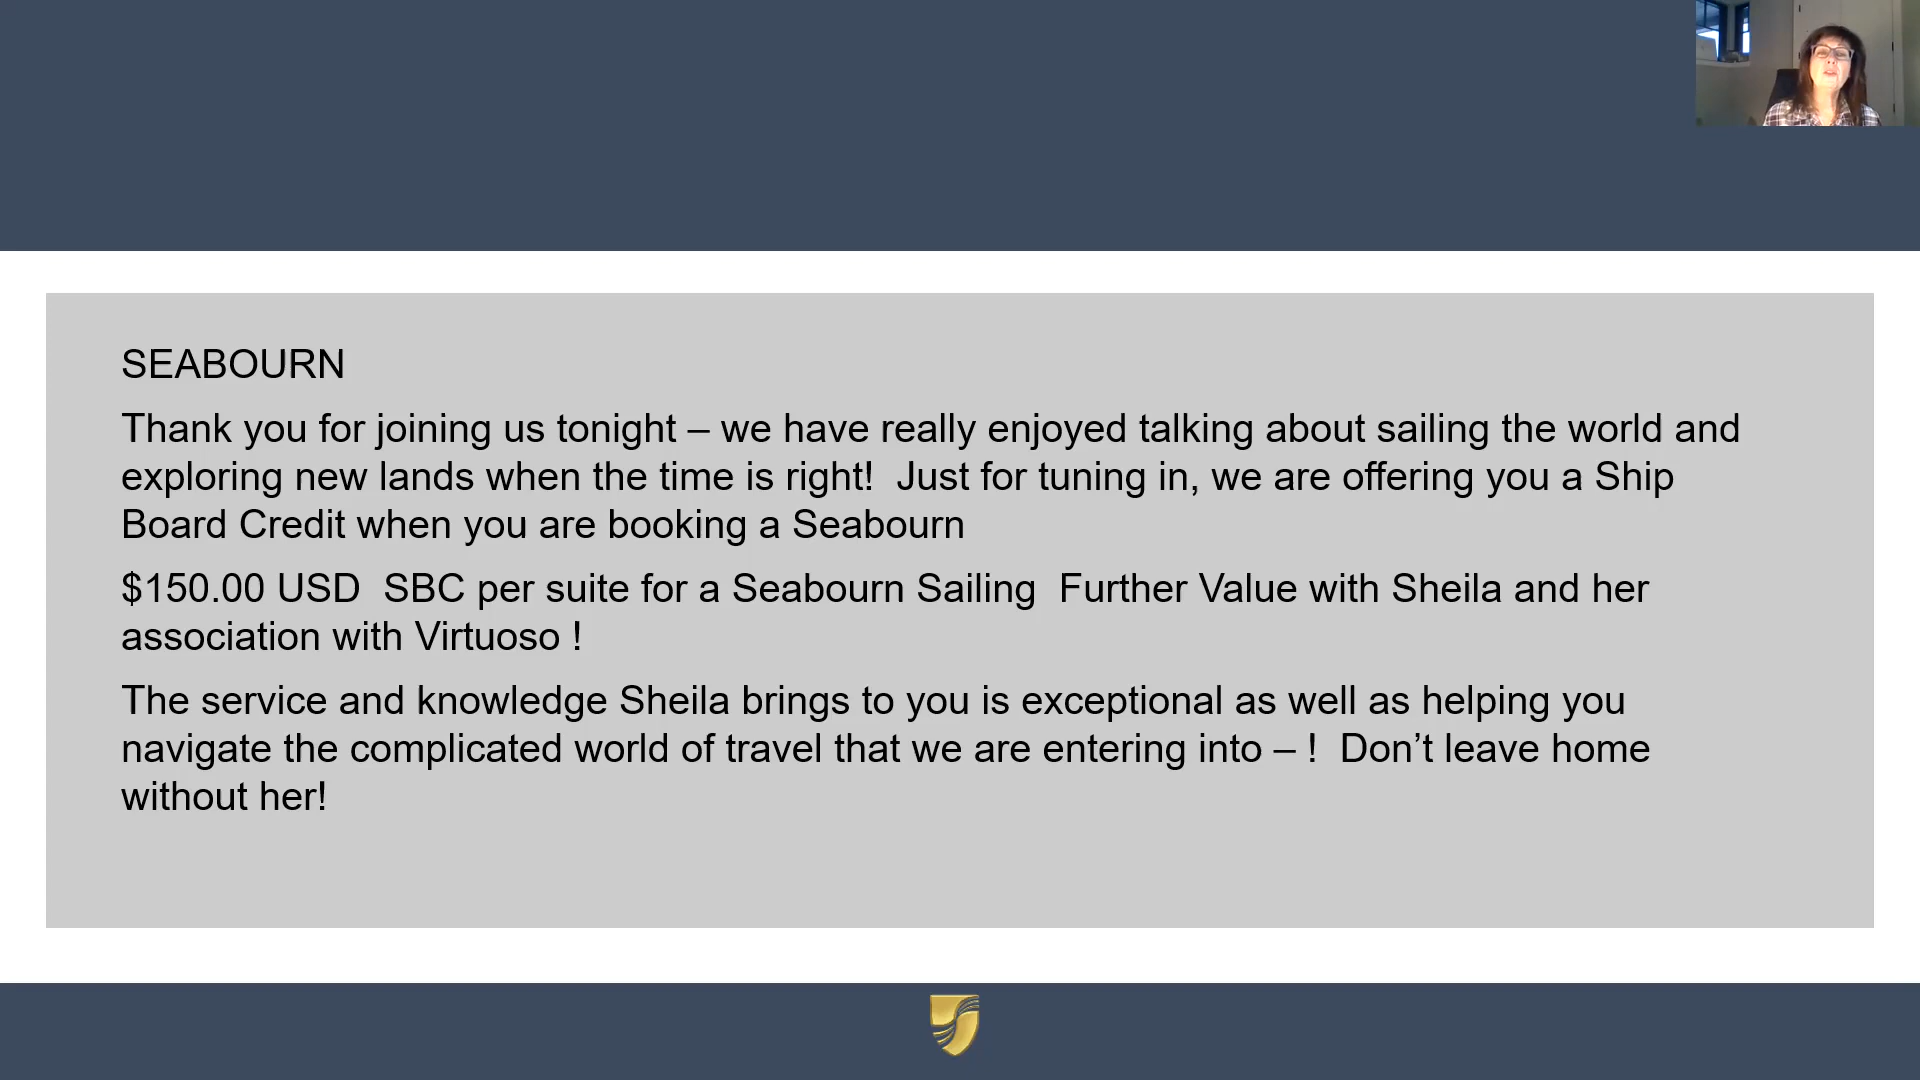 SEABOURN
Thank you for joining us tonight – we have really enjoyed talking about sailing the world and
exploring new lands when the time is right!  Just for tuning in, we are offering you a Ship
Board Credit when you are booking a Seabourn
$150.00 USD  SBC per suite for a Seabourn Sailing  Further Value with Sheila and her
association with Virtuoso !
The service and knowledge Sheila brings to you is exceptional as well as helping you
navigate the complicated world of travel that we are entering into – !  Don’t leave home
without her!